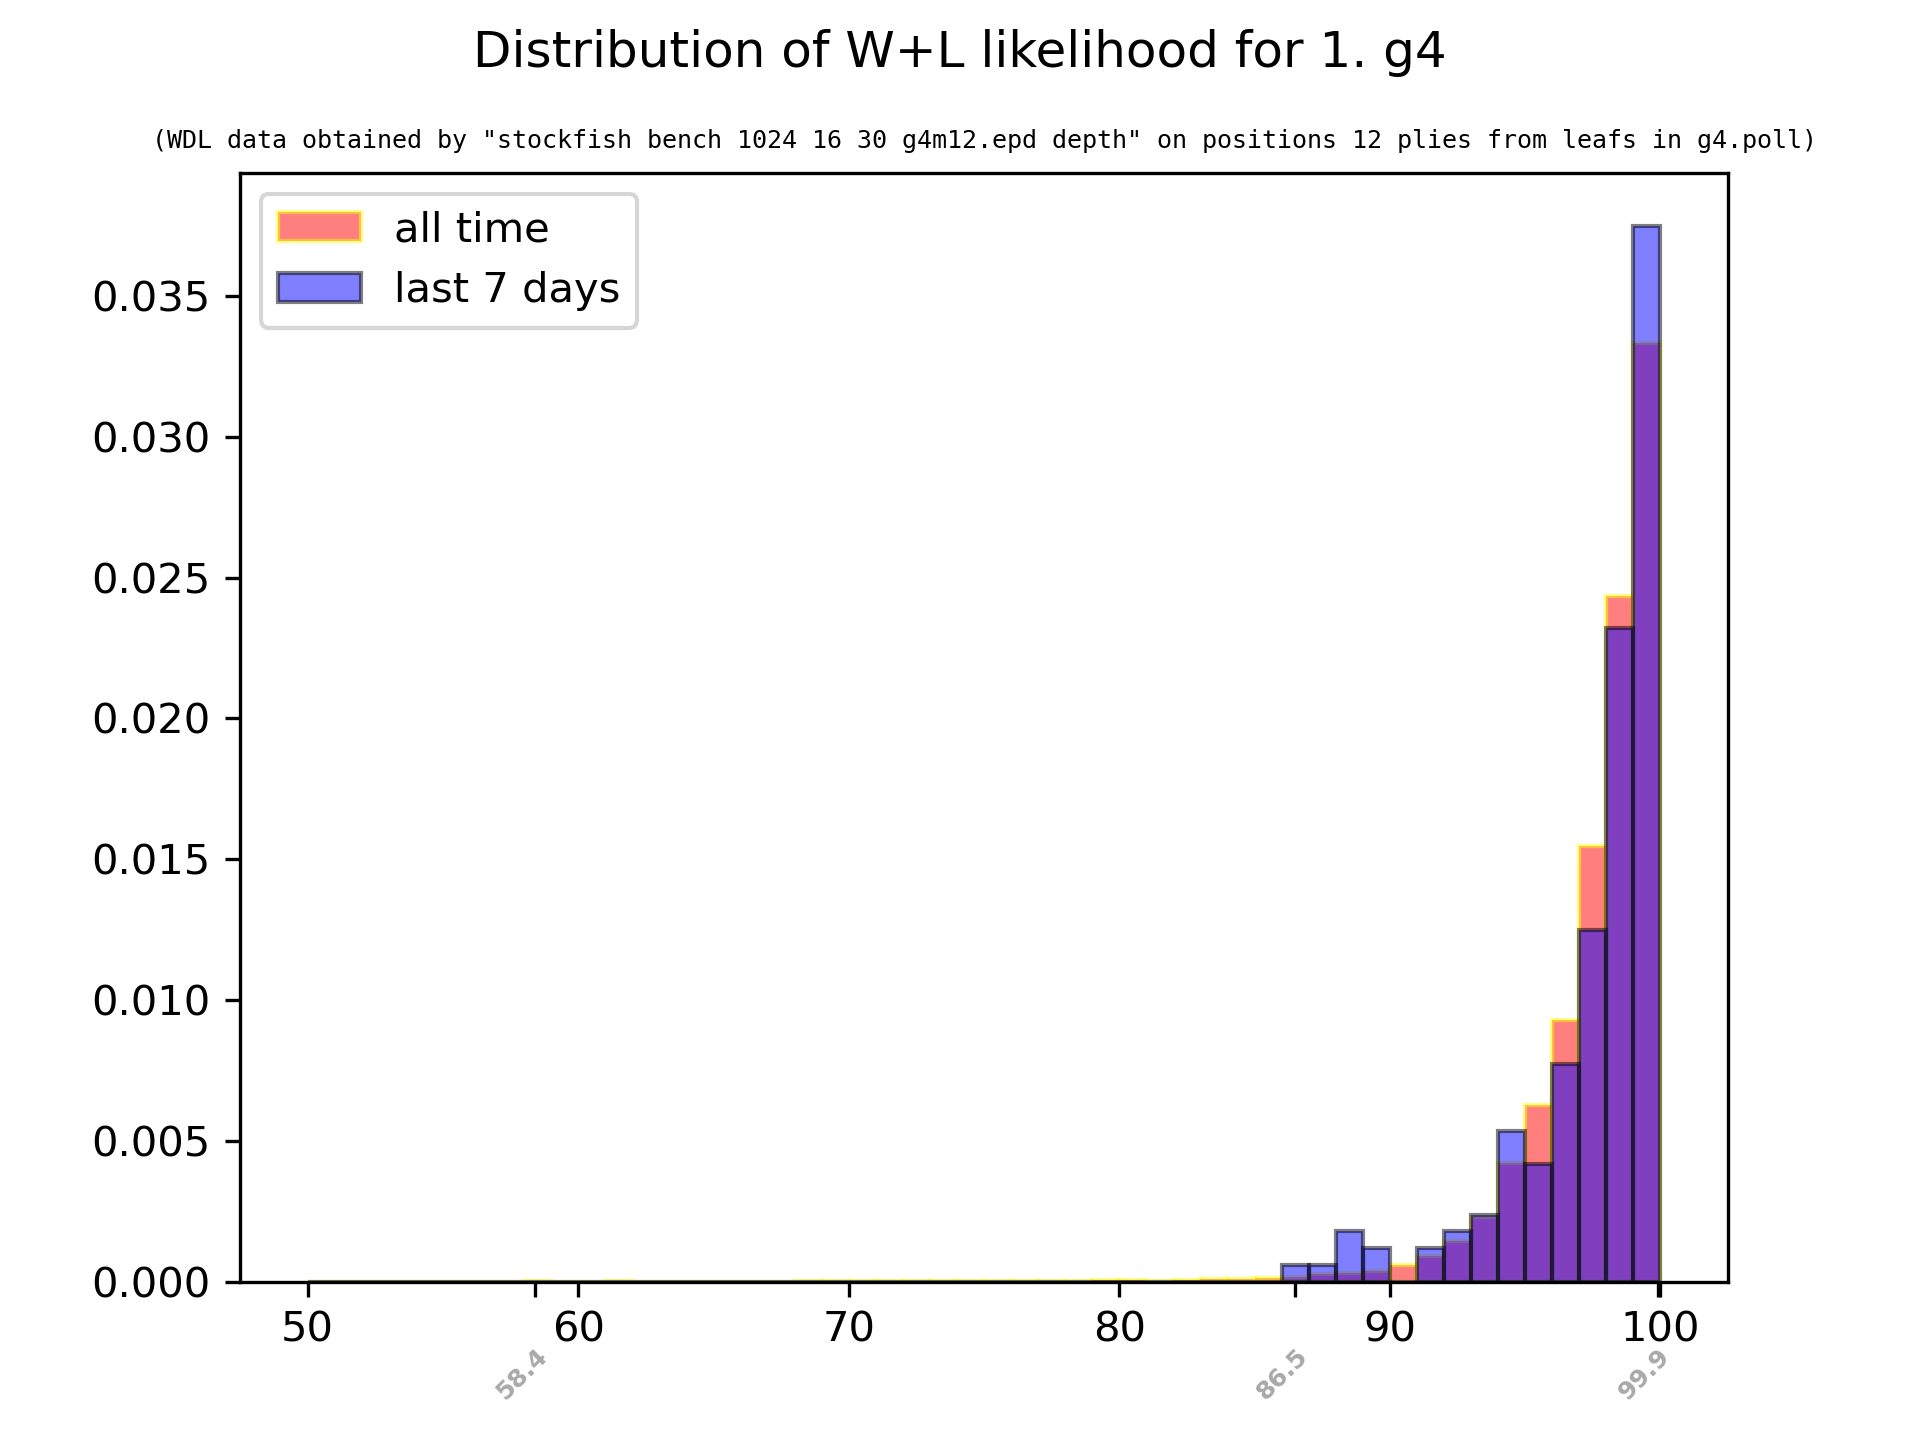 Distribution of W+L likelihood for 1. g4
(WDL data obtained by "stockfish bench 1024 16 30 g4m12.epd depth" on positions 12 plies from leafs in g4.poll)
all time
last 7 days
0.035
0.030
0.025
0.020
0.015
0.010
0.005
0.000
50 60 70 80 90 100
58.4 86.5 99.9